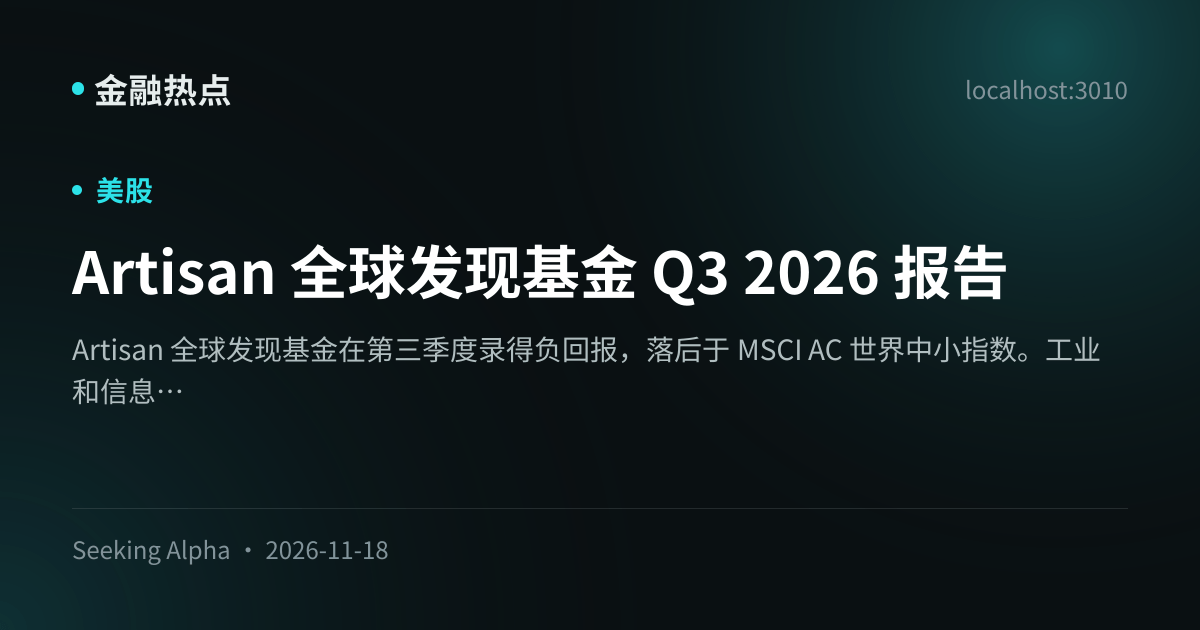 金融热点
localhost:3010
美股
Artisan 全球发现基金 Q3 2026 报告
Artisan 全球发现基金在第三季度录得负回报，落后于 MSCI AC 世界中小指数。工业
和信息…
Seeking Alpha · 2026-11-18